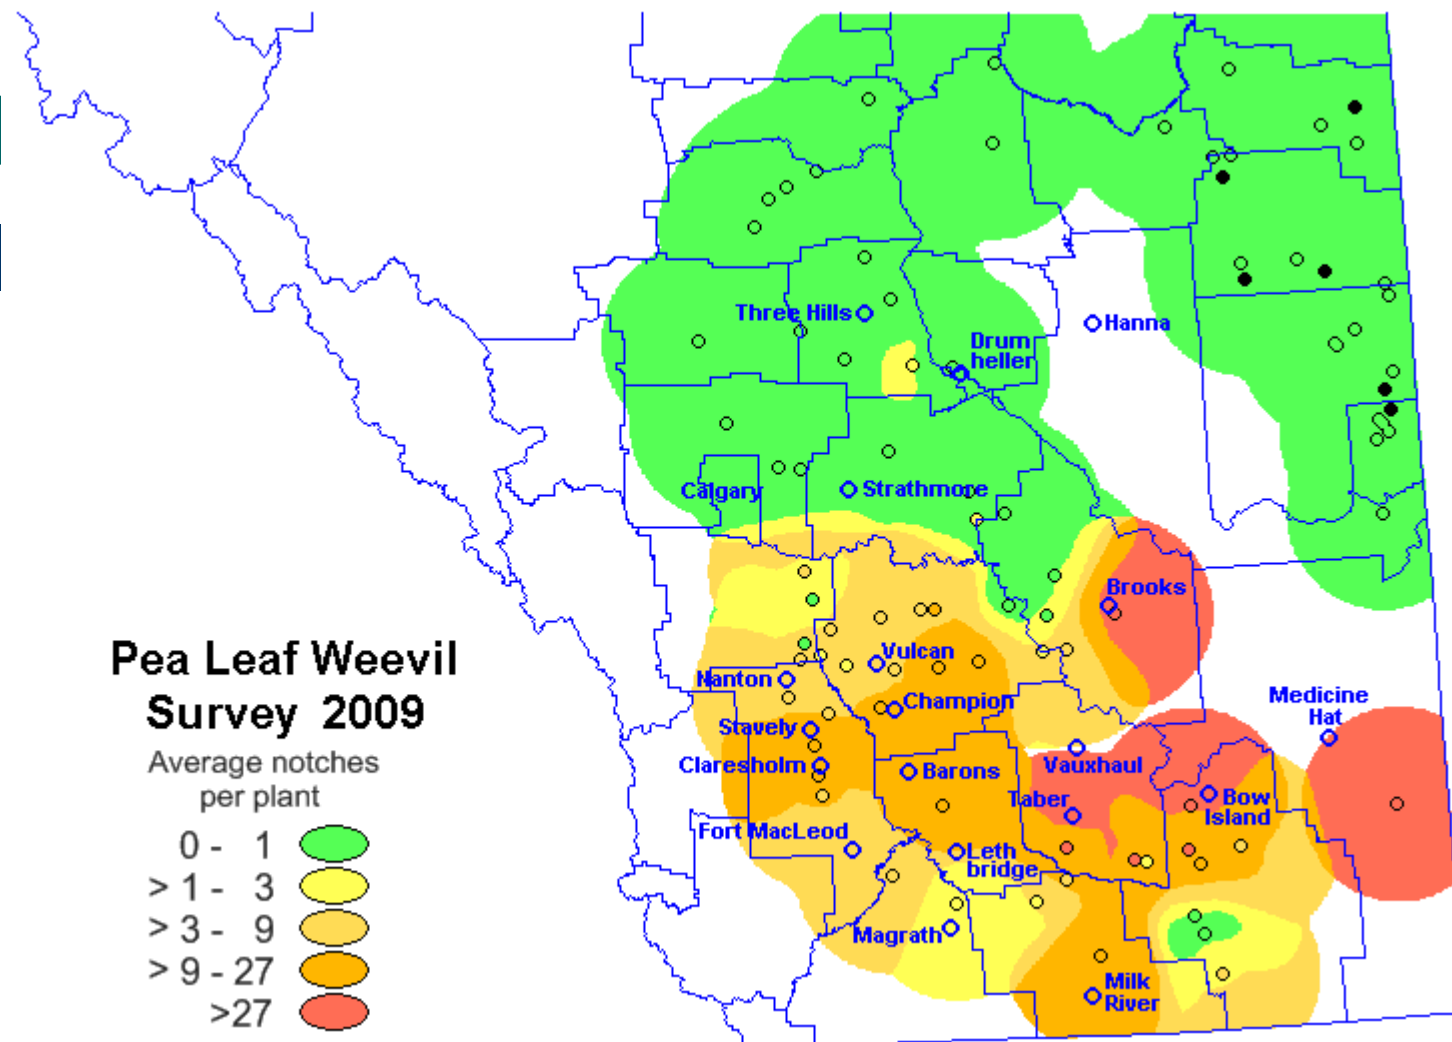 Three Hills
Hanna
Drum
heller
Calgary
Strathmore
Brooks
Pea Leaf Weevil
Survey 2009
Vulcan
Nanton
Champion
Medicine
Hat
Stavely
Average notches
per plant
Claresholm
Barons
Vauxhaul
Taber
Bow
Island
Fort MacLeod
Leth
bridge
0 - 1
> 1 - 3
> 3 - 9
> 9 - 27
>27
Magrath
Milk
River